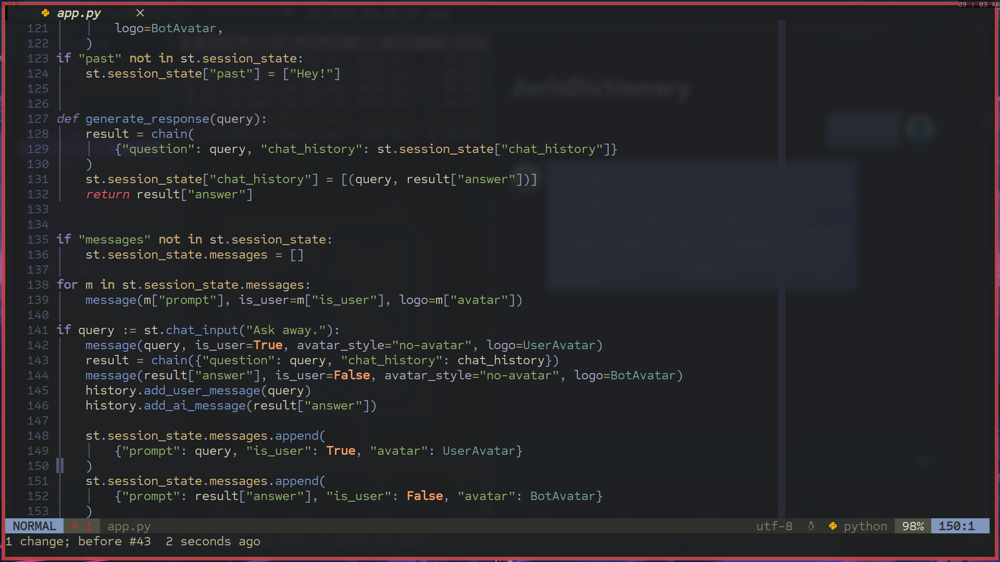 09 : 03 AM
app.py ×
121 logo=BotAvatar,
122 )
123 if "past" not in st.session_state:
124 st.session_state["past"] = ["Hey!"]
125
126
127 def generate_response(query):
128 result = chain(
129 {"question": query, "chat_history": st.session_state["chat_history"]}
130 )
131 st.session_state["chat_history"] = [(query, result["answer"])]
132 return result["answer"]
133
134
135 if "messages" not in st.session_state:
136 st.session_state.messages = []
137
138 for m in st.session_state.messages:
139 message(m["prompt"], is_user=m["is_user"], logo=m["avatar"])
140
141 if query := st.chat_input("Ask away."):
142 message(query, is_user=True, avatar_style="no-avatar", logo=UserAvatar)
143 result = chain({"question": query, "chat_history": chat_history})
144 message(result["answer"], is_user=False, avatar_style="no-avatar", logo=BotAvatar)
145 history.add_user_message(query)
146 history.add_ai_message(result["answer"])
147
148 st.session_state.messages.append(
149 {"prompt": query, "is_user": True, "avatar": UserAvatar}
150 )
151 st.session_state.messages.append(
152 {"prompt": result["answer"], "is_user": False, "avatar": BotAvatar}
153 )
JurisDictionary
NORMAL 1 app.py utf-8 python 98% 150:1
1 change; before #43 2 seconds ago